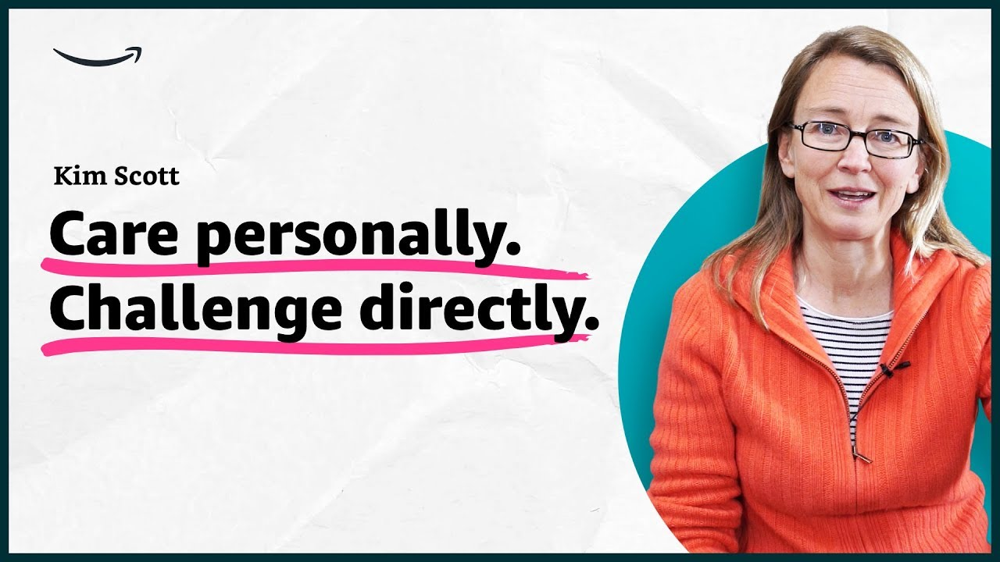 Kim Scott
Care personally.
Challenge directly.